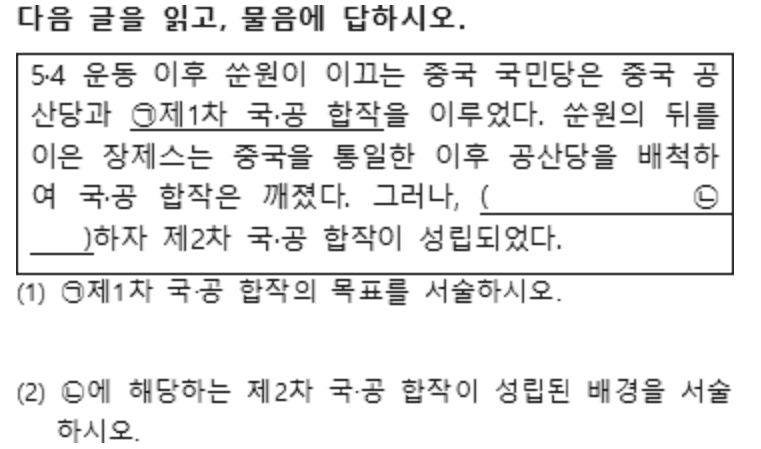 다음 글을 읽고, 물음에 답하시오.
5·4 운동 이후 쑨원이 이끄는 중국 국민당은 중국 공
산당과 ㉠제1차 국·공 합작을 이루었다. 쑨원의 뒤를
이은 장제스는 중국을 통일한 이후 공산당을 배척하
여 국·공 합작은 깨졌다. 그러나, ( ㉡
)하자 제2차 국·공 합작이 성립되었다.
(1) ㉠제1차 국·공 합작의 목표를 서술하시오.
(2) ㉡에 해당하는 제2차 국·공 합작이 성립된 배경을 서술
하시오.